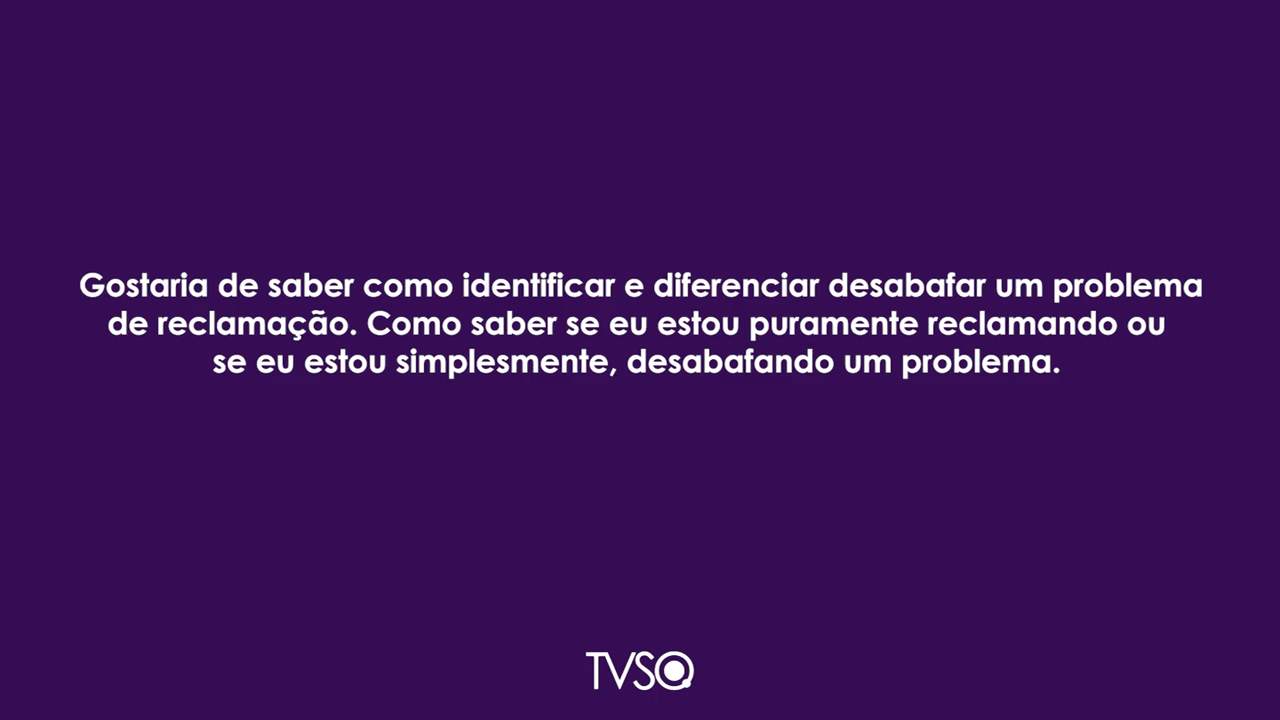 Gostaria de saber como identificar e diferenciar desabafar um problema
de reclamação. Como saber se eu estou puramente reclamando ou
se eu estou simplesmente, desabafando um problema.
TVSQ